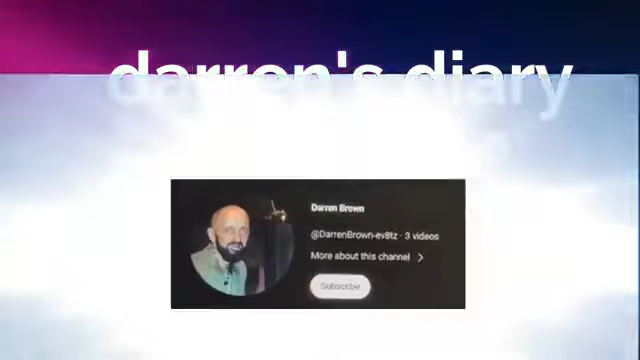 darren's diary
Darren Brown
@DarrenBrown-ev8tz · 3 videos
More about this channel >
Subscribe